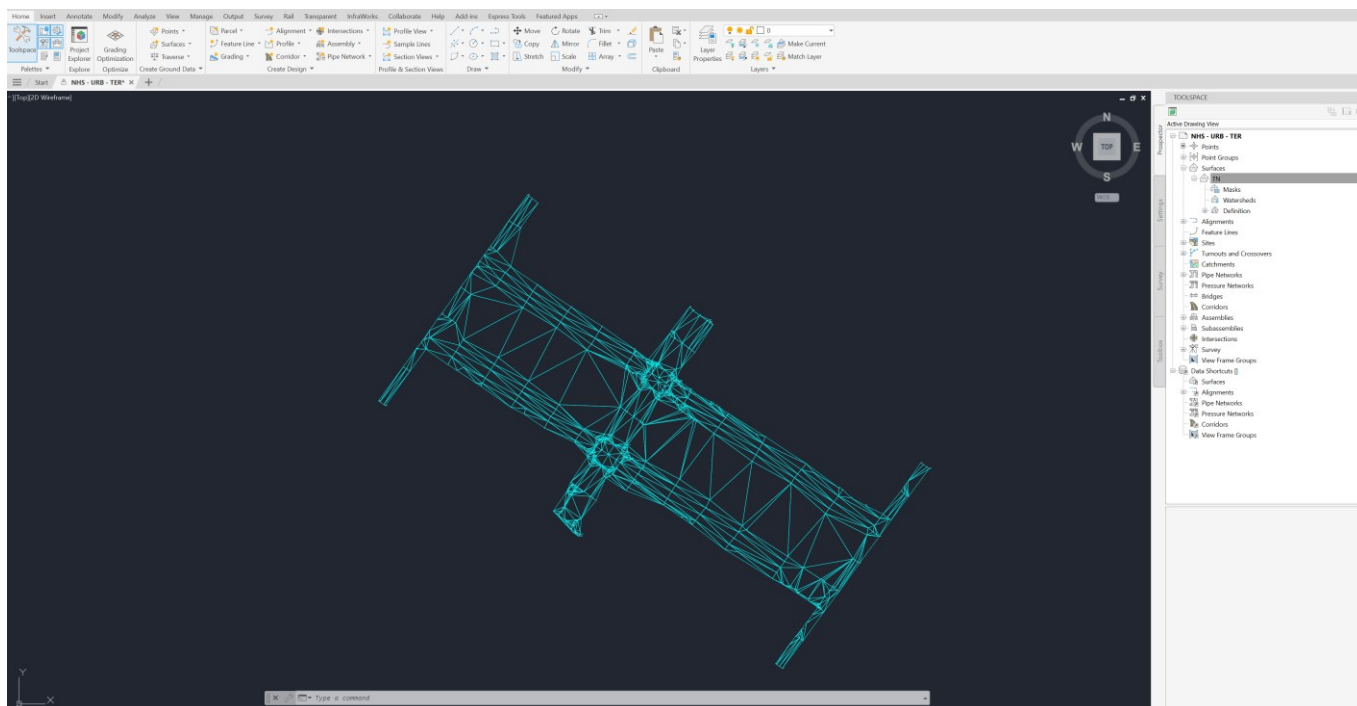 Home Insert Annotate Modify Analyze View Manage Output Survey Rail Transparent InfraWorks Collaborate Help Add-ins Express Tools Featured Apps
Toolspace
Project Explorer
Grading Optimization
Points
Surfaces
Traverse
Parcel
Feature Line
Grading
Alignment
Profile
Corridor
Intersections
Assembly
Pipe Network
Profile View
Sample Lines
Section Views
Move
Copy
Stretch
Rotate
Mirror
Scale
Trim
Fillet
Array
Paste
Layer Properties
0
Make Current
Match Layer
Palettes Explore Optimize Create Ground Data Create Design Profile & Section Views Draw Modify Clipboard Layers
Start NHS - URB - TER*
[Top][2D Wireframe]
N
W TOP E
S
WCS
Y
X
Type a command
TOOLSPACE
Active Drawing View
Prospector
Settings
Survey
Toolbox
NHS - URB - TER
Points
Point Groups
Surfaces
TN
Masks
Watersheds
Definition
Alignments
Feature Lines
Sites
Turnouts and Crossovers
Catchments
Pipe Networks
Pressure Networks
Bridges
Corridors
Assemblies
Subassemblies
Intersections
Survey
View Frame Groups
Data Shortcuts []
Surfaces
Alignments
Pipe Networks
Pressure Networks
Corridors
View Frame Groups